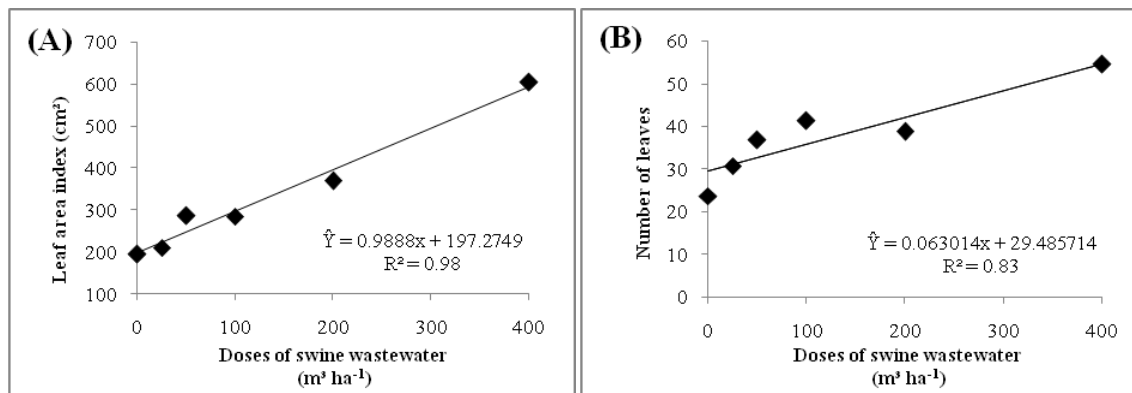 (A)
700
600
500
400
300
200
100
Leaf area index (cm²)
Ŷ = 0.9888x + 197.2749
R² = 0.98
0 100 200 300 400
Doses of swine wastewater
(m³ ha⁻¹)
(B)
60
50
40
30
20
10
0
Number of leaves
Ŷ = 0.063014x + 29.485714
R² = 0.83
0 100 200 300 400
Doses of swine wastewater
(m³ ha⁻¹)